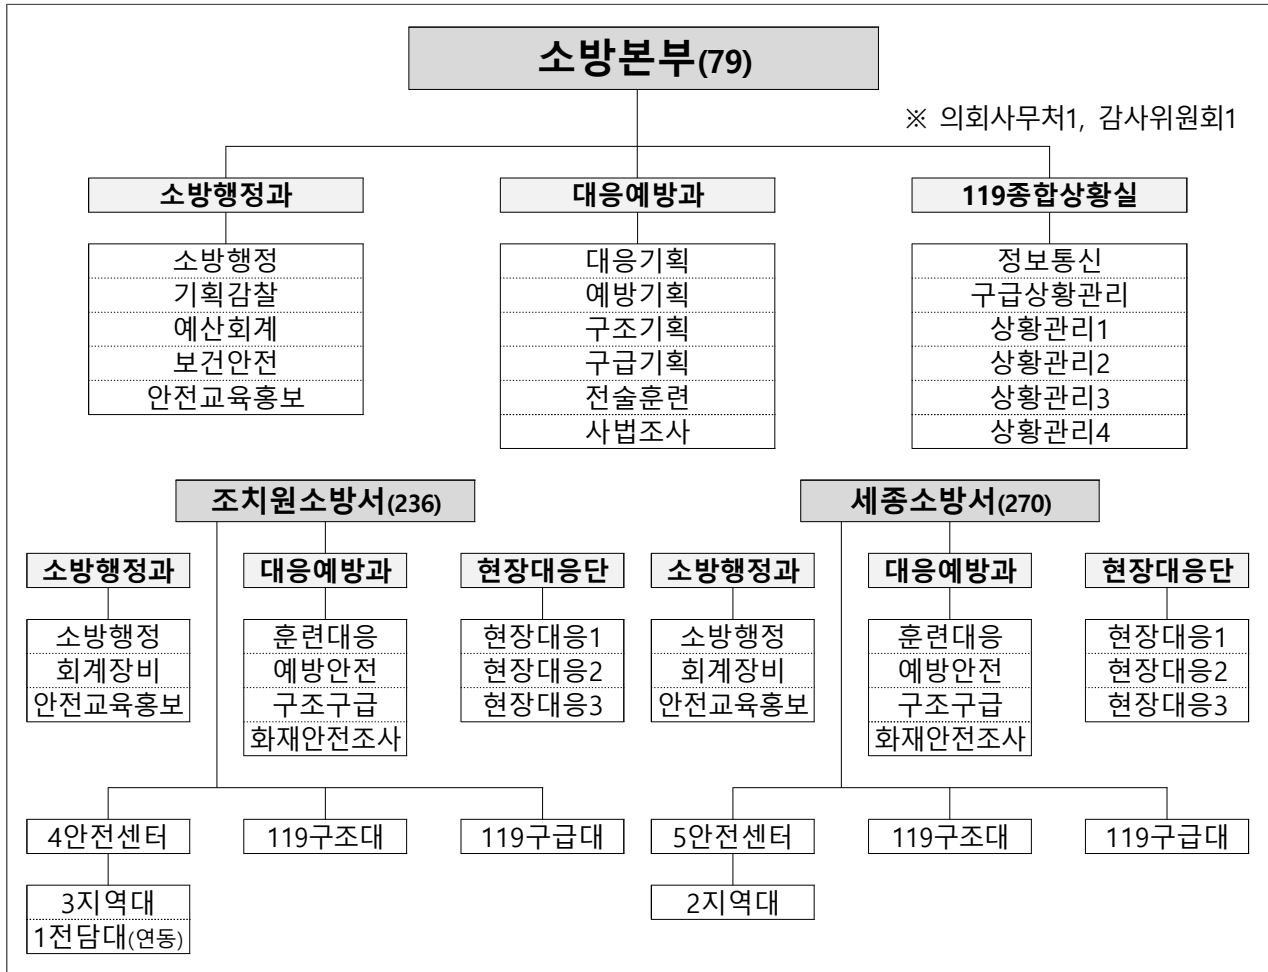 소방본부(79)
※ 의회사무처1, 감사위원회1
소방행정과
소방행정
기획감찰
예산회계
보건안전
안전교육홍보
대응예방과
대응기획
예방기획
구조기획
구급기획
전술훈련
사법조사
119종합상황실
정보통신
구급상황관리
상황관리1
상황관리2
상황관리3
상황관리4
조치원소방서(236)
소방행정과
소방행정
회계장비
안전교육홍보
대응예방과
훈련대응
예방안전
구조구급
화재안전조사
현장대응단
현장대응1
현장대응2
현장대응3
4안전센터
3지역대
1전담대(연동)
119구조대
119구급대
세종소방서(270)
소방행정과
소방행정
회계장비
안전교육홍보
대응예방과
훈련대응
예방안전
구조구급
화재안전조사
현장대응단
현장대응1
현장대응2
현장대응3
5안전센터
2지역대
119구조대
119구급대